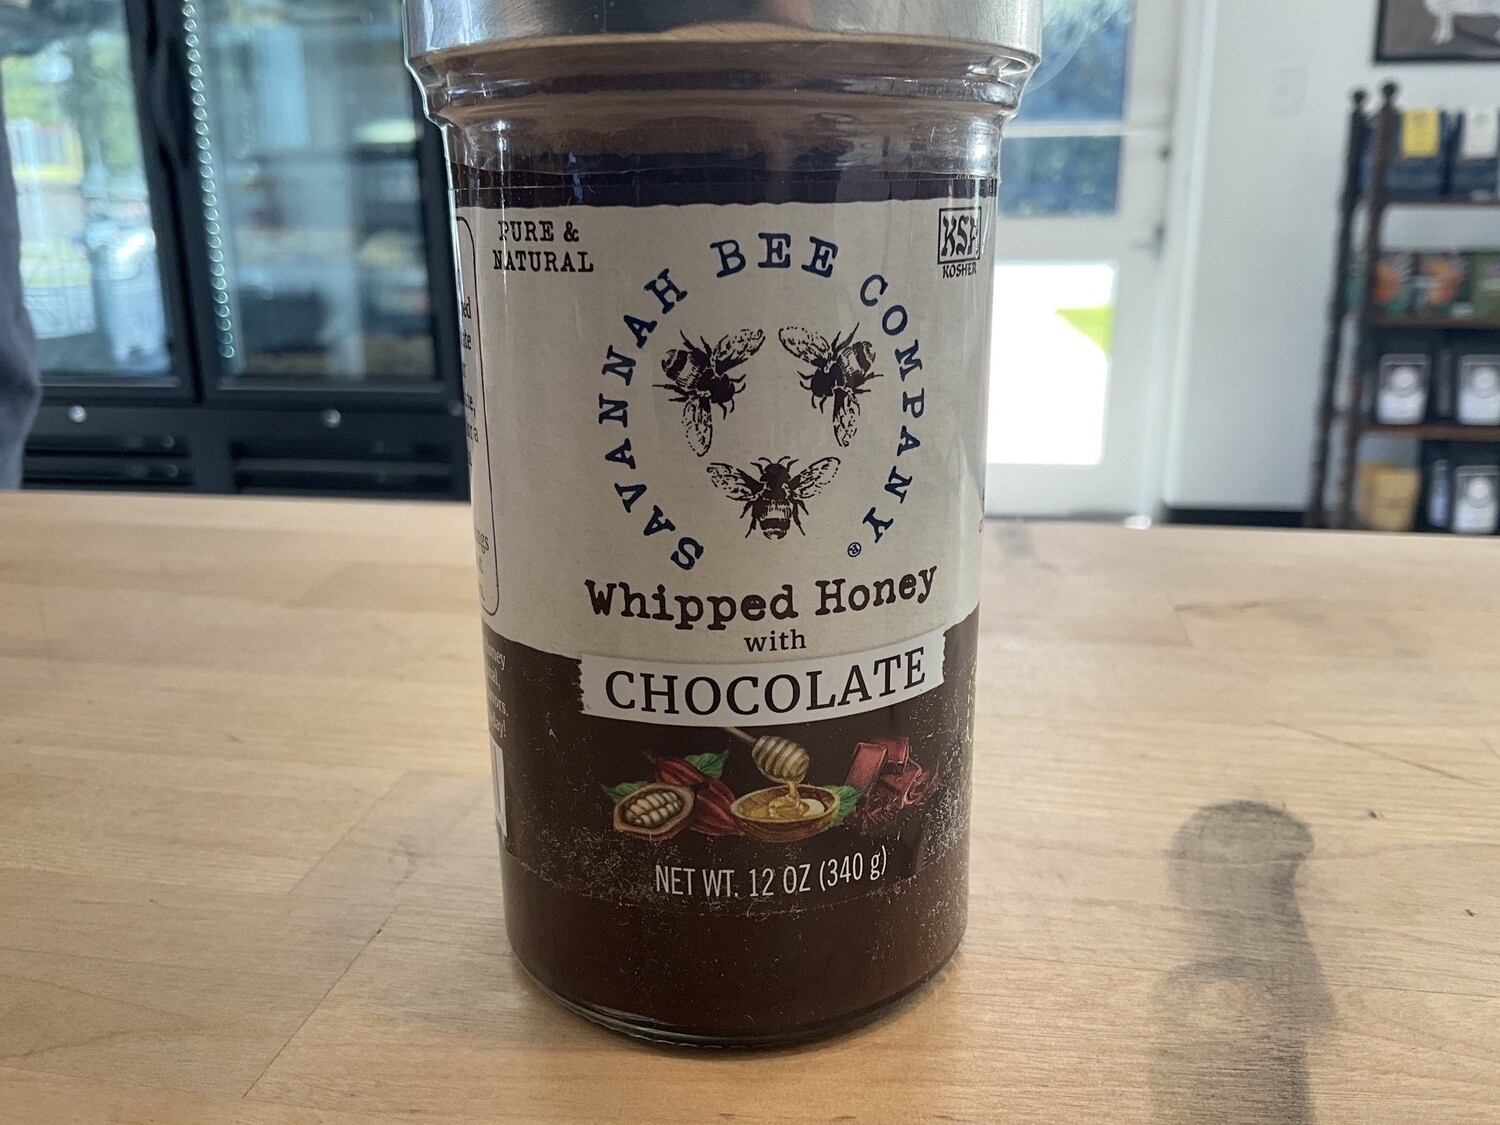 PURE &
NATURAL
KSA
KOSHER
SAVANNAH BEE COMPANY®
Whipped Honey
with
CHOCOLATE
NET WT. 12 OZ (340 g)